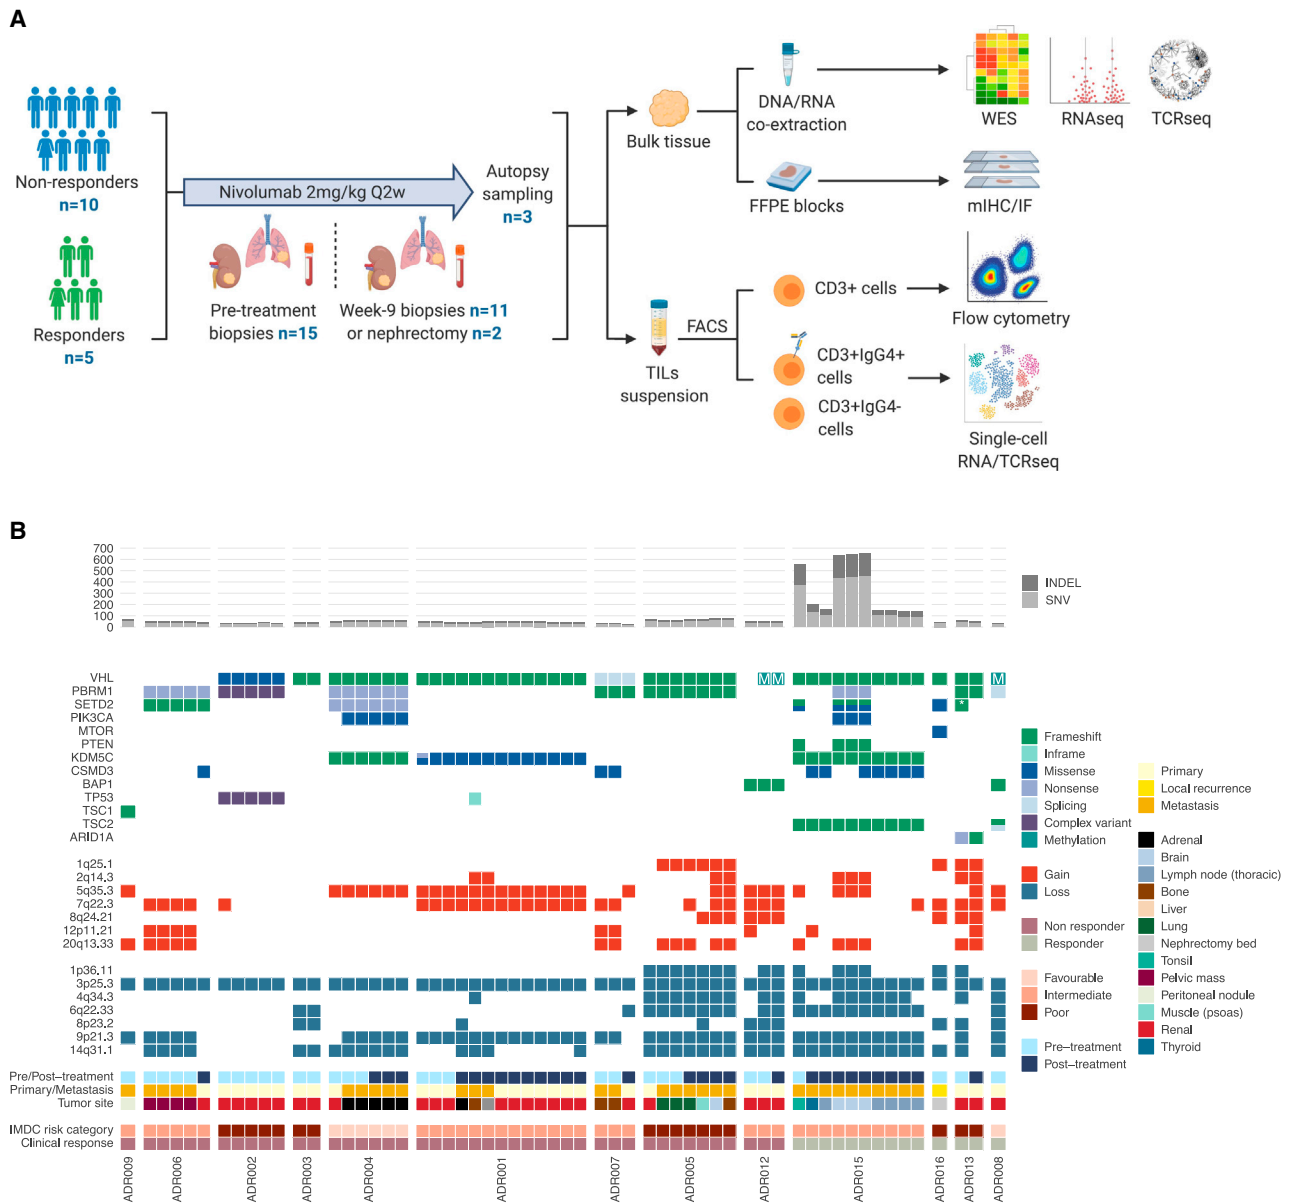 A
Non-responders
n=10
Responders
n=5
Nivolumab 2mg/kg Q2w
Pre-treatment
biopsies n=15
Week-9 biopsies n=11
or nephrectomy n=2
Autopsy
sampling
n=3
Bulk tissue
DNA/RNA
co-extraction
WES
RNAseq
TCRseq
FFPE blocks
mIHC/IF
TILs
suspension
FACS
CD3+ cells
Flow cytometry
CD3+IgG4+
cells
CD3+IgG4-
cells
Single-cell
RNA/TCRseq
B
700
600
500
400
300
200
100
0
INDEL
SNV
VHL
M M
M
PBRM1
SETD2
*
PIK3CA
MTOR
PTEN
KDM5C
CSMD3
BAP1
TP53
TSC1
TSC2
ARID1A
1q25.1
2q14.3
5q35.3
7q22.3
8q24.21
12p11.21
20q13.33
1p36.11
3p25.3
4q34.3
6q22.33
8p23.2
9p21.3
14q31.1
Pre/Post–treatment
Primary/Metastasis
Tumor site
IMDC risk category
Clinical response
ADR009
ADR006
ADR002
ADR003
ADR004
ADR001
ADR007
ADR005
ADR012
ADR015
ADR016
ADR013
ADR008
Frameshift
Inframe
Missense
Nonsense
Splicing
Complex variant
Methylation
Gain
Loss
Non responder
Responder
Favourable
Intermediate
Poor
Pre–treatment
Post–treatment
Primary
Local recurrence
Metastasis
Adrenal
Brain
Lymph node (thoracic)
Bone
Liver
Lung
Nephrectomy bed
Tonsil
Pelvic mass
Peritoneal nodule
Muscle (psoas)
Renal
Thyroid